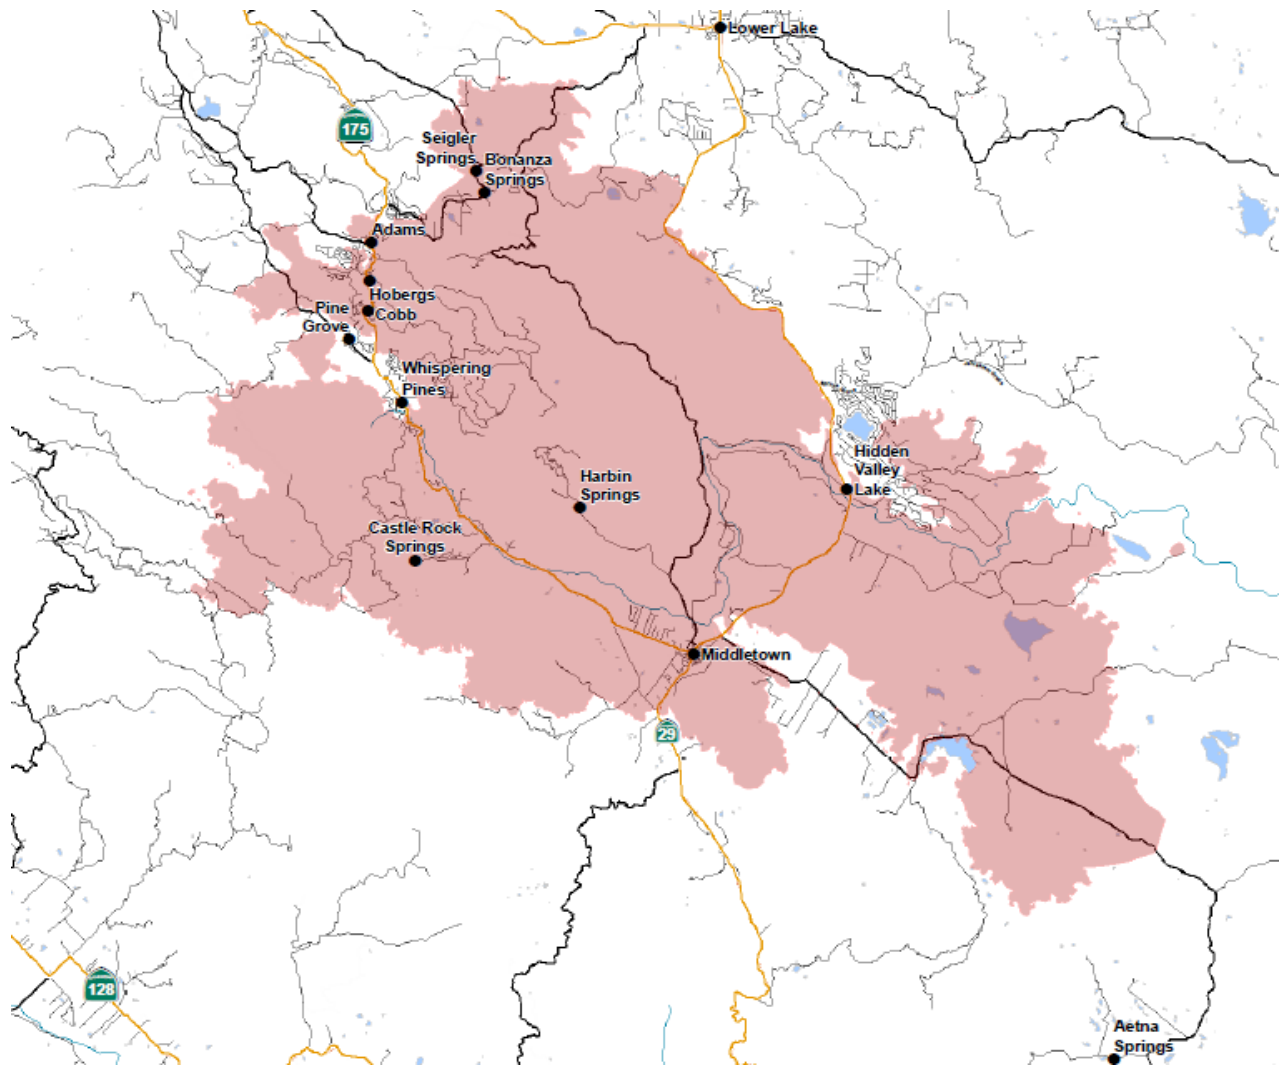 Lower Lake
175
Seigler
Springs
Bonanza
Springs
Adams
Hobergs
Cobb
Pine
Grove
Whispering
Pines
Hidden
Valley
Lake
Harbin
Springs
Castle Rock
Springs
Middletown
29
128
Aetna
Springs